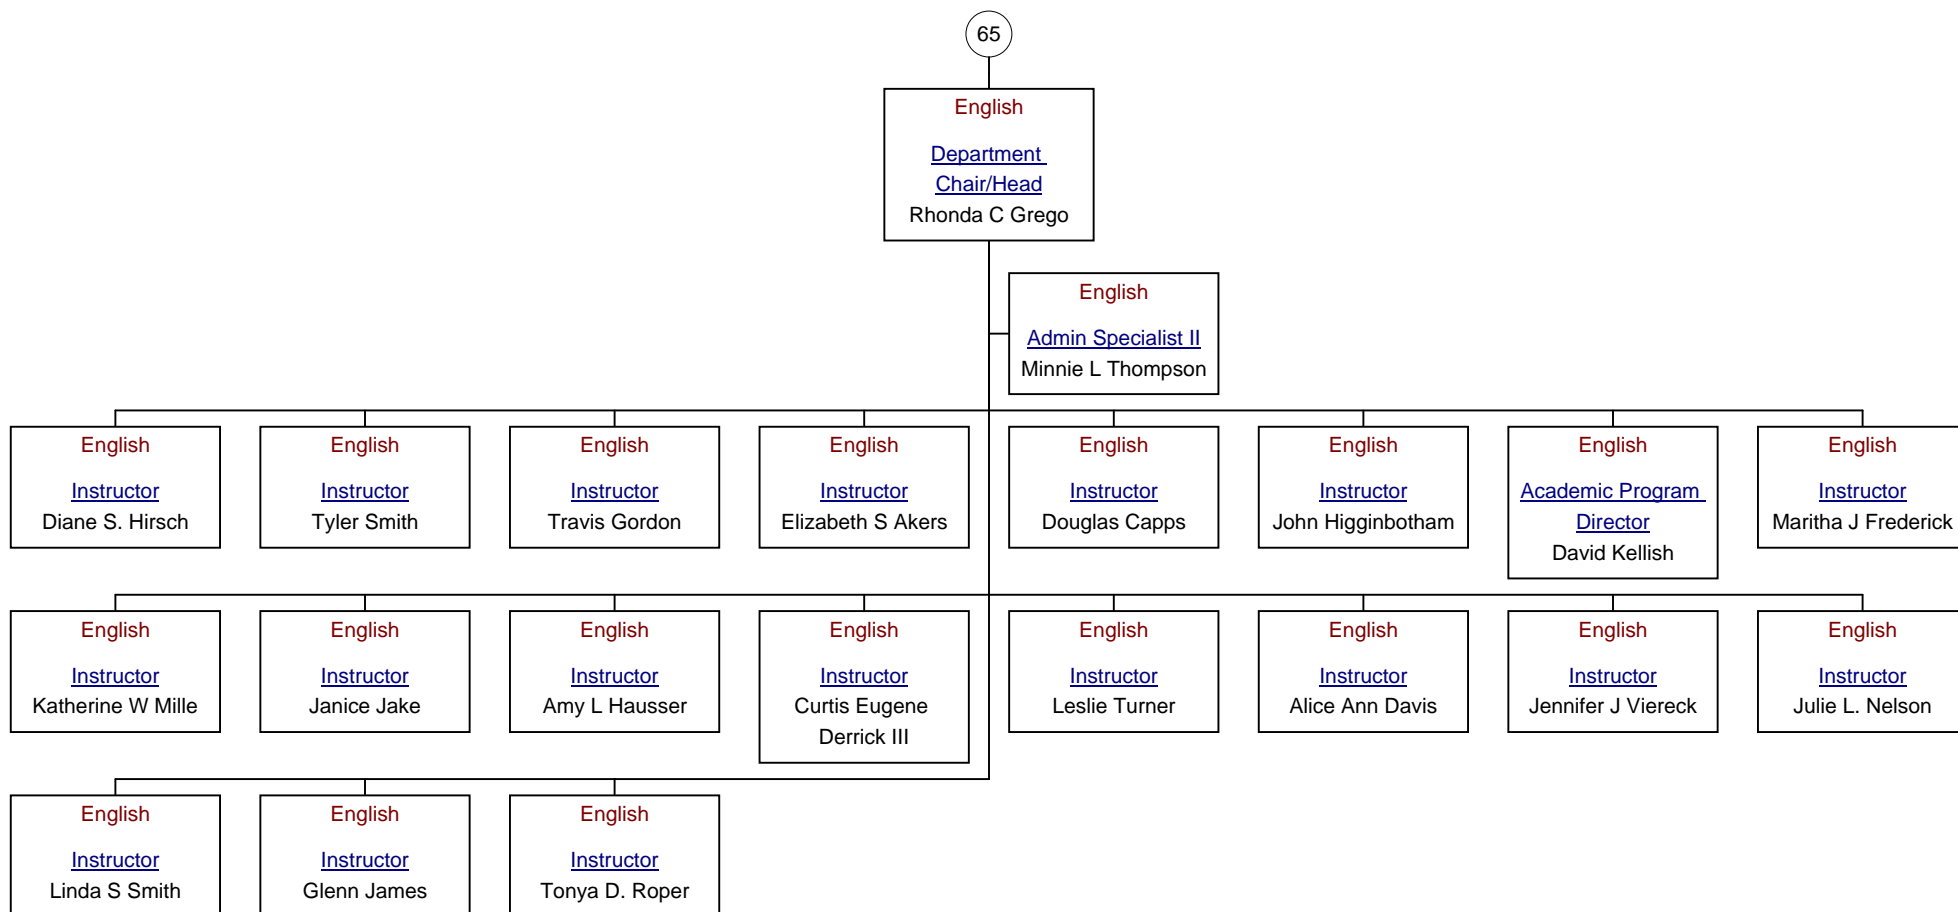 65
English
Department
Chair/Head
Rhonda C Grego
English
Admin Specialist II
Minnie L Thompson
English
Instructor
Diane S. Hirsch
English
Instructor
Tyler Smith
English
Instructor
Travis Gordon
English
Instructor
Elizabeth S Akers
English
Instructor
Douglas Capps
English
Instructor
John Higginbotham
English
Academic Program
Director
David Kellish
English
Instructor
Maritha J Frederick
English
Instructor
Katherine W Mille
English
Instructor
Janice Jake
English
Instructor
Amy L Hausser
English
Instructor
Curtis Eugene
Derrick III
English
Instructor
Leslie Turner
English
Instructor
Alice Ann Davis
English
Instructor
Jennifer J Viereck
English
Instructor
Julie L. Nelson
English
Instructor
Linda S Smith
English
Instructor
Glenn James
English
Instructor
Tonya D. Roper